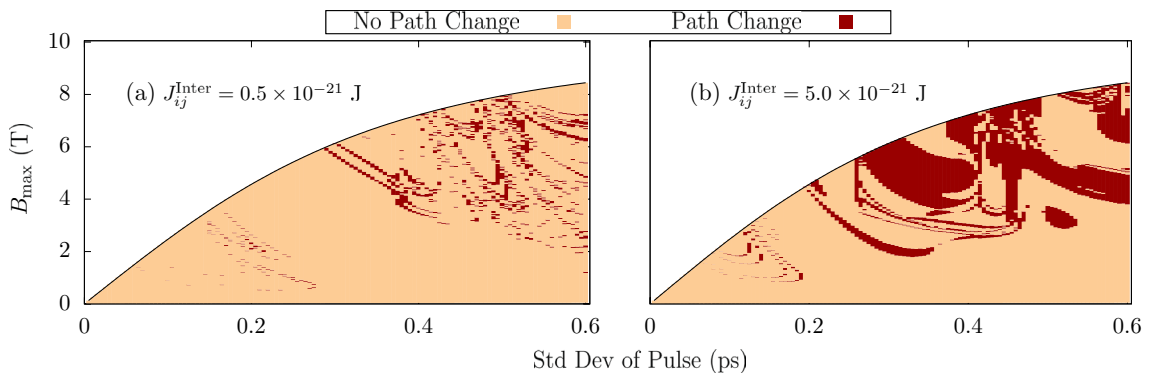 No Path Change Path Change
10
8
6
4
2
0
B_max (T)
(a) J_ij^Inter = 0.5 × 10^−21 J
(b) J_ij^Inter = 5.0 × 10^−21 J
0 0.2 0.4 0.6 0 0.2 0.4 0.6
Std Dev of Pulse (ps)